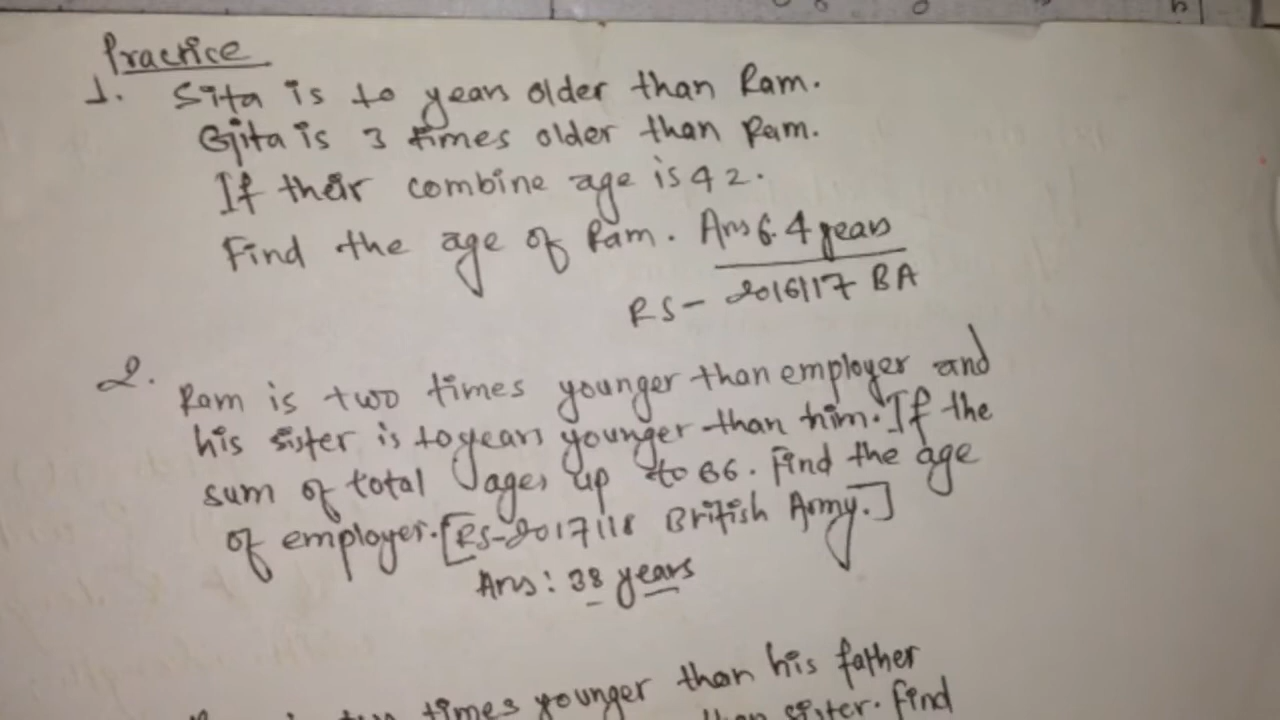 Practice
1. Sita is 10 years older than Ram.
Gita is 3 times older than Ram.
If their combine age is 42.
Find the age of Ram. Ans 6.4 years
RS- 2016/17 BA
2. Ram is two times younger than employer and
his sister is 10 years younger than him. If the
sum of total ages up to 66. Find the age
of employer. [RS-2017/18 British Army.]
Ans: 38 years
times younger than his father
than sister. Find